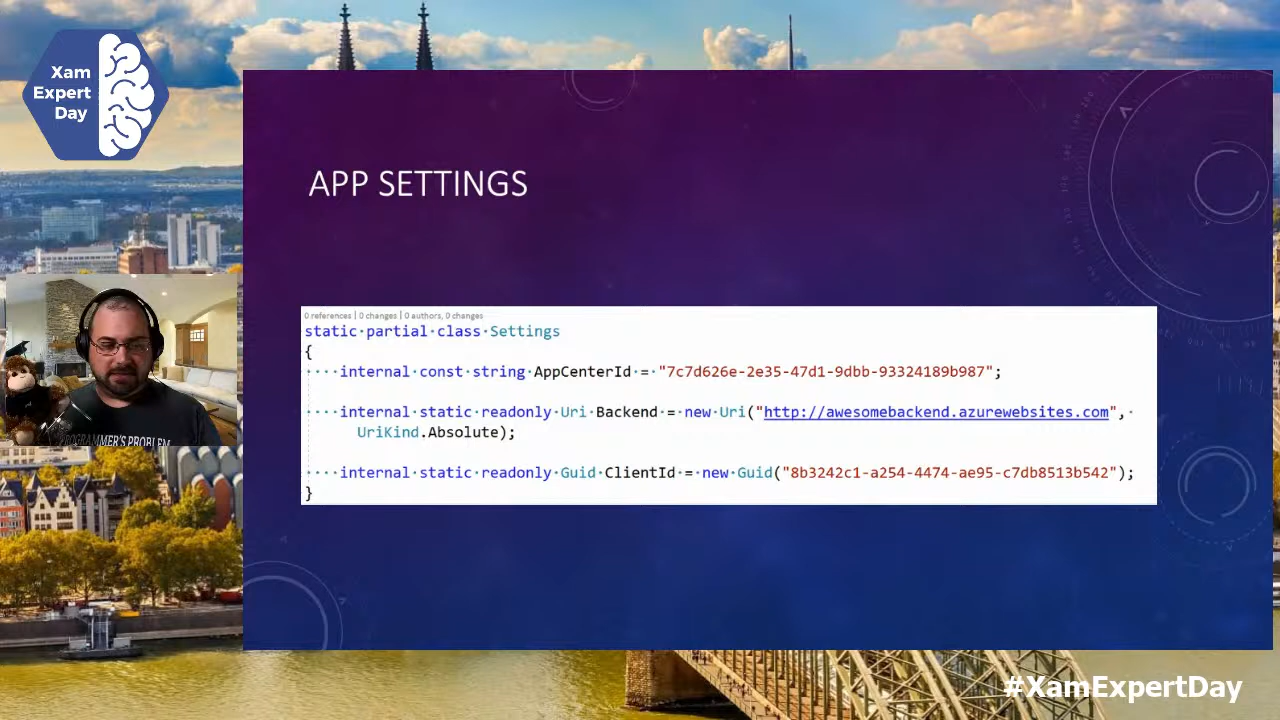 Xam
Expert
Day
APP SETTINGS
0 references | 0 changes | 0 authors, 0 changes
static partial class Settings
{
internal const string AppCenterId = "7c7d626e-2e35-47d1-9dbb-93324189b987";
internal static readonly Uri Backend = new Uri("http://awesomebackend.azurewebsites.com",
UriKind.Absolute);
internal static readonly Guid ClientId = new Guid("8b3242c1-a254-4474-ae95-c7db8513b542");
}
PROGRAMMER'S PROBLEM
#XamExpertDay